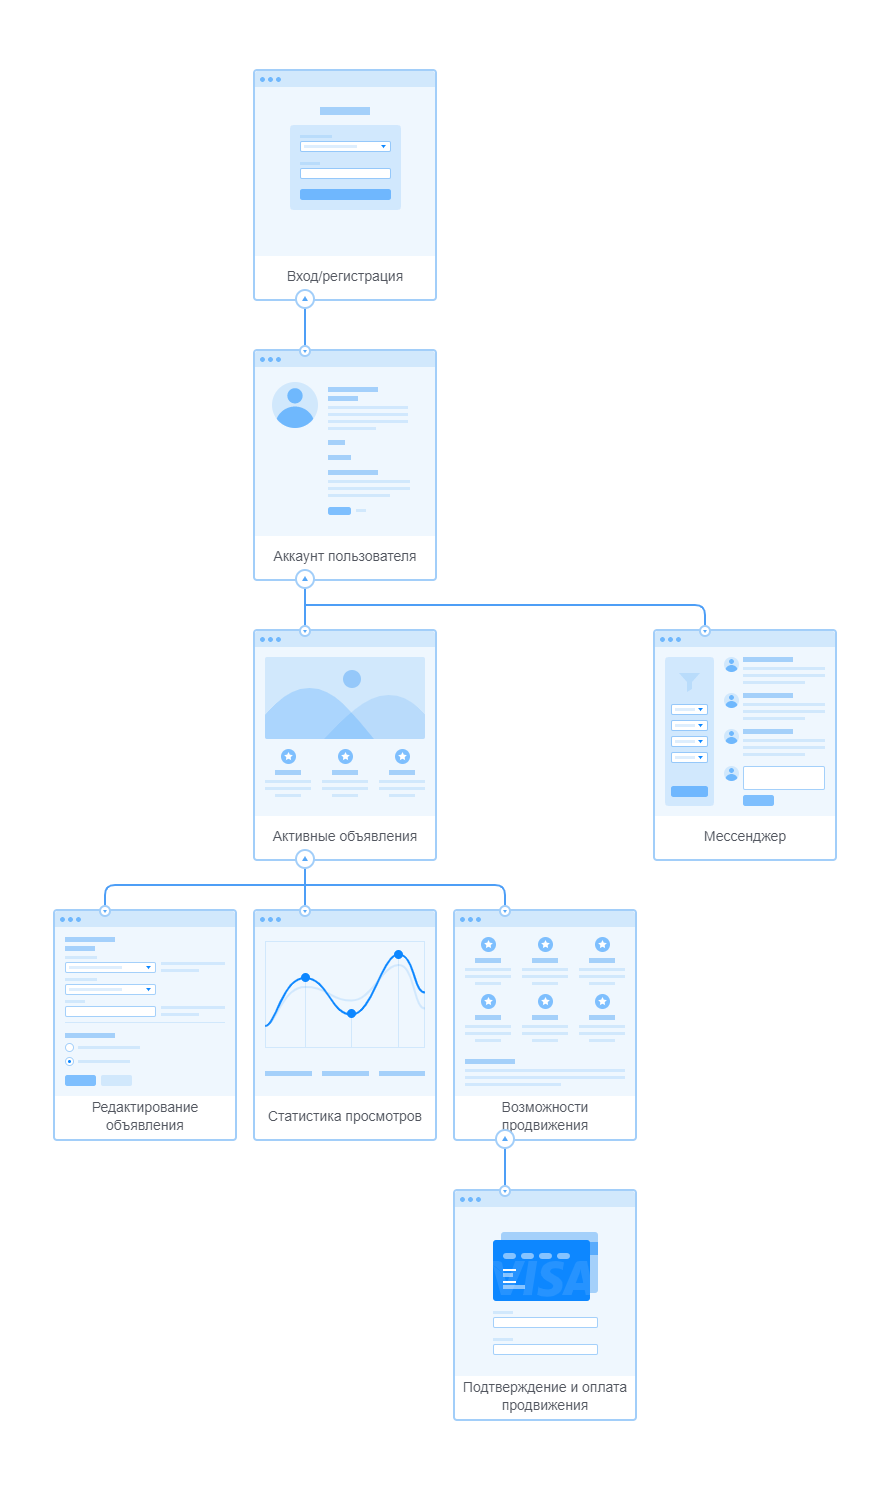 Вход/регистрация
Аккаунт пользователя
Активные объявления
Мессенджер
Редактирование
объявления
Статистика просмотров
Возможности
продвижения
VISA
Подтверждение и оплата
продвижения